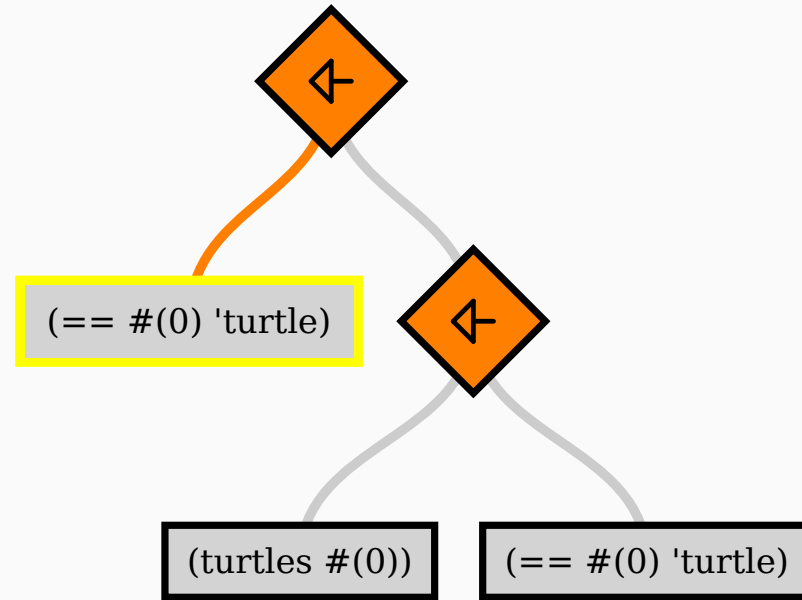 (== #(0) 'turtle)
(turtles #(0))
(== #(0) 'turtle)